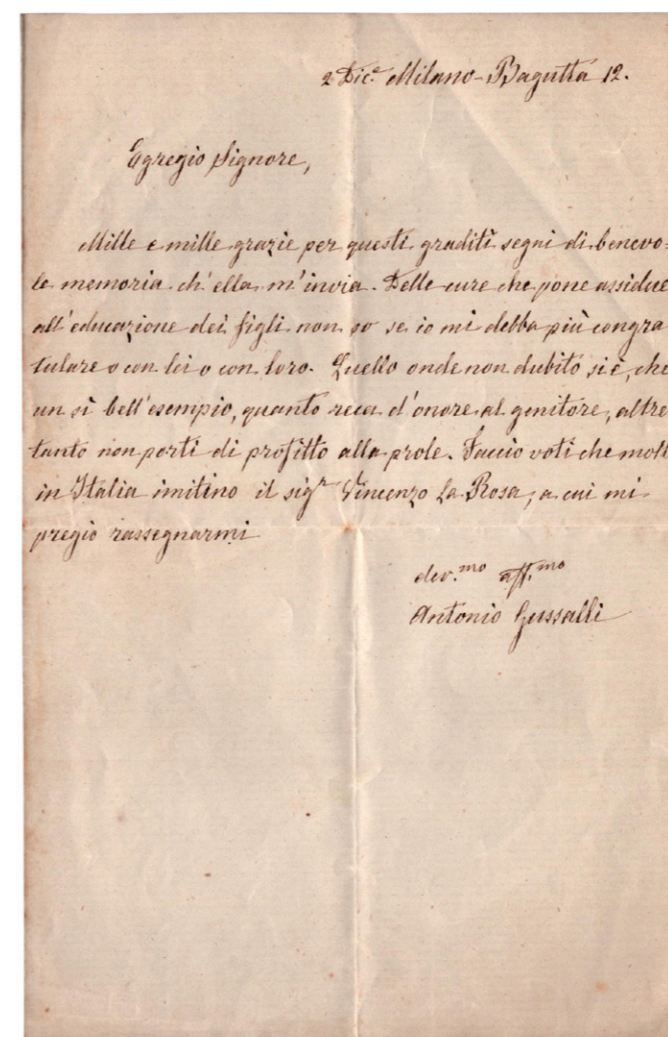 2 Dic.e Milano - Bagutta 12.
Egregio Signore,
Mille e mille grazie per questi graditi segni di benevo=
le memoria ch'ella m'invia. Delle cure che pone assidue
all'educazione dei figli non so se io mi debba più congra
tulare o con lei o con loro. Quello onde non dubito si è, che
un sì bell'esempio, quanto reca d'onore al genitore, altre
tanto non porti di profitto alla prole. Faccio voti che molti
in Italia imitino il sigr Vincenzo La Rosa, a cui mi
pregio rassegnarmi
dev.mo aff.mo
Antonio Gussalli